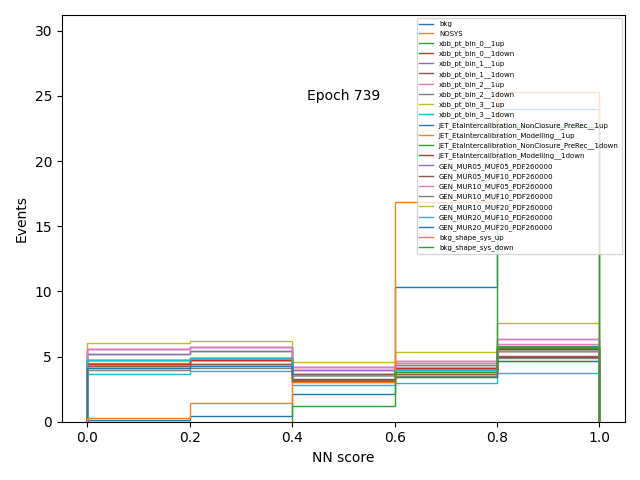 30
25
20
15
10
5
0
Events
0.0
0.2
0.4
0.6
0.8
1.0
NN score
Epoch 739
bkg
NOSYS
xbb_pt_bin_0__1up
xbb_pt_bin_0__1down
xbb_pt_bin_1__1up
xbb_pt_bin_1__1down
xbb_pt_bin_2__1up
xbb_pt_bin_2__1down
xbb_pt_bin_3__1up
xbb_pt_bin_3__1down
JET_EtaIntercalibration_NonClosure_PreRec__1up
JET_EtaIntercalibration_Modelling__1up
JET_EtaIntercalibration_NonClosure_PreRec__1down
JET_EtaIntercalibration_Modelling__1down
GEN_MUR05_MUF05_PDF260000
GEN_MUR05_MUF10_PDF260000
GEN_MUR10_MUF05_PDF260000
GEN_MUR10_MUF10_PDF260000
GEN_MUR10_MUF20_PDF260000
GEN_MUR20_MUF10_PDF260000
GEN_MUR20_MUF20_PDF260000
bkg_shape_sys_up
bkg_shape_sys_down